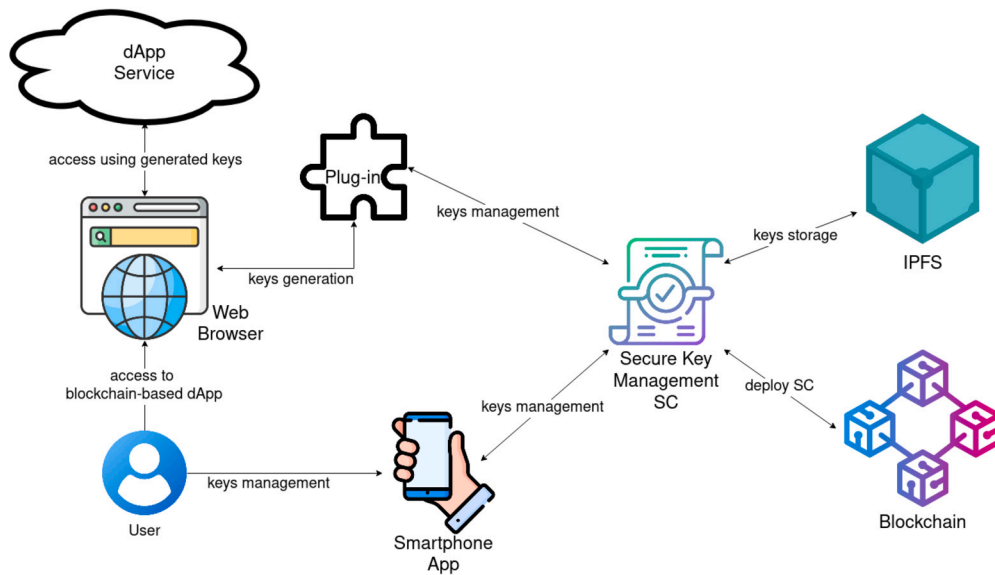 dApp
Service
access using generated keys
Plug-in
keys management
keys storage
IPFS
keys generation
Web
Browser
Secure Key
Management
SC
access to
blockchain-based dApp
deploy SC
keys management
keys management
User
Smartphone
App
Blockchain